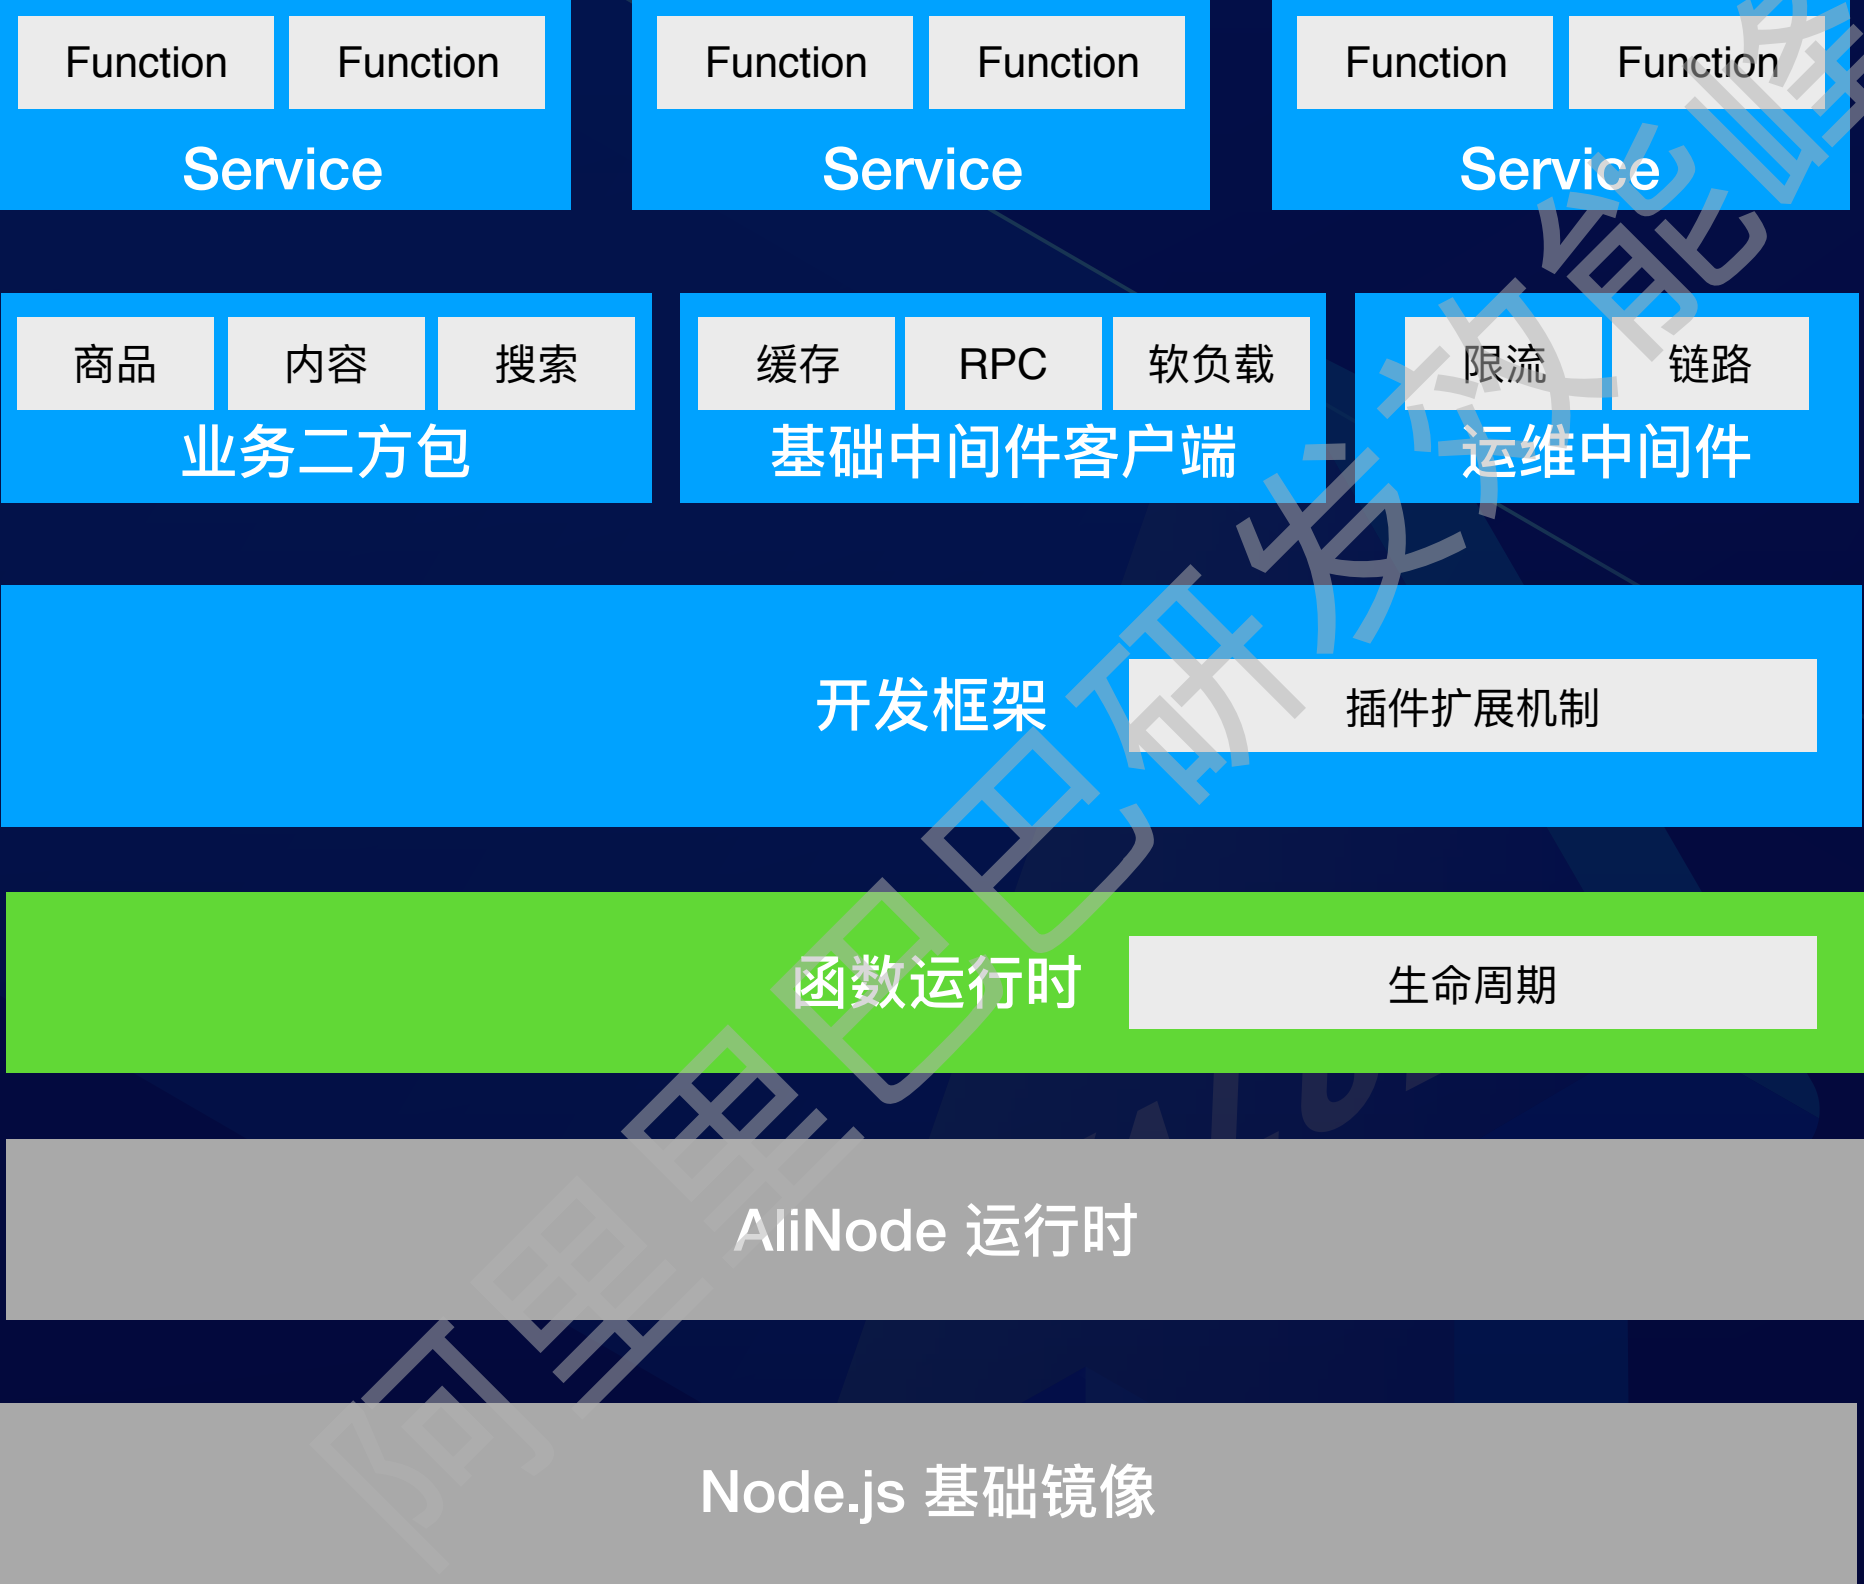 Function Function Function Function Function Function
Service Service Service
商品 内容 搜索 缓存 RPC 软负载 限流 链路
业务二方包 基础中间件客户端 运维中间件
开发框架 插件扩展机制
函数运行时 生命周期
AliNode 运行时
Node.js 基础镜像
阿里巴巴研发效能峰